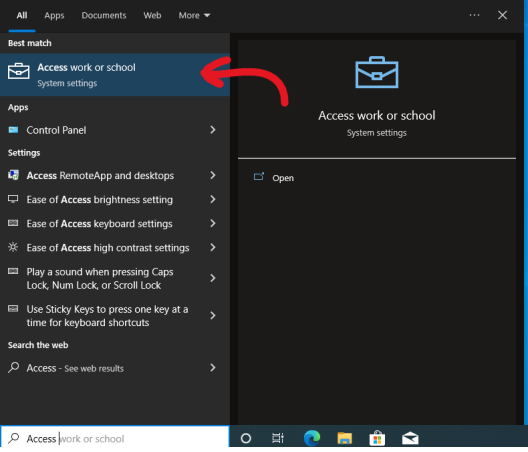 All Apps Documents Web More
Best match
Access work or school
System settings
Apps
Control Panel
Settings
Access RemoteApp and desktops
Ease of Access brightness setting
Ease of Access keyboard settings
Ease of Access high contrast settings
Play a sound when pressing Caps
Lock, Num Lock, or Scroll Lock
Use Sticky Keys to press one key at a
time for keyboard shortcuts
Search the web
Access - See web results
Access work or school
Access work or school
System settings
Open